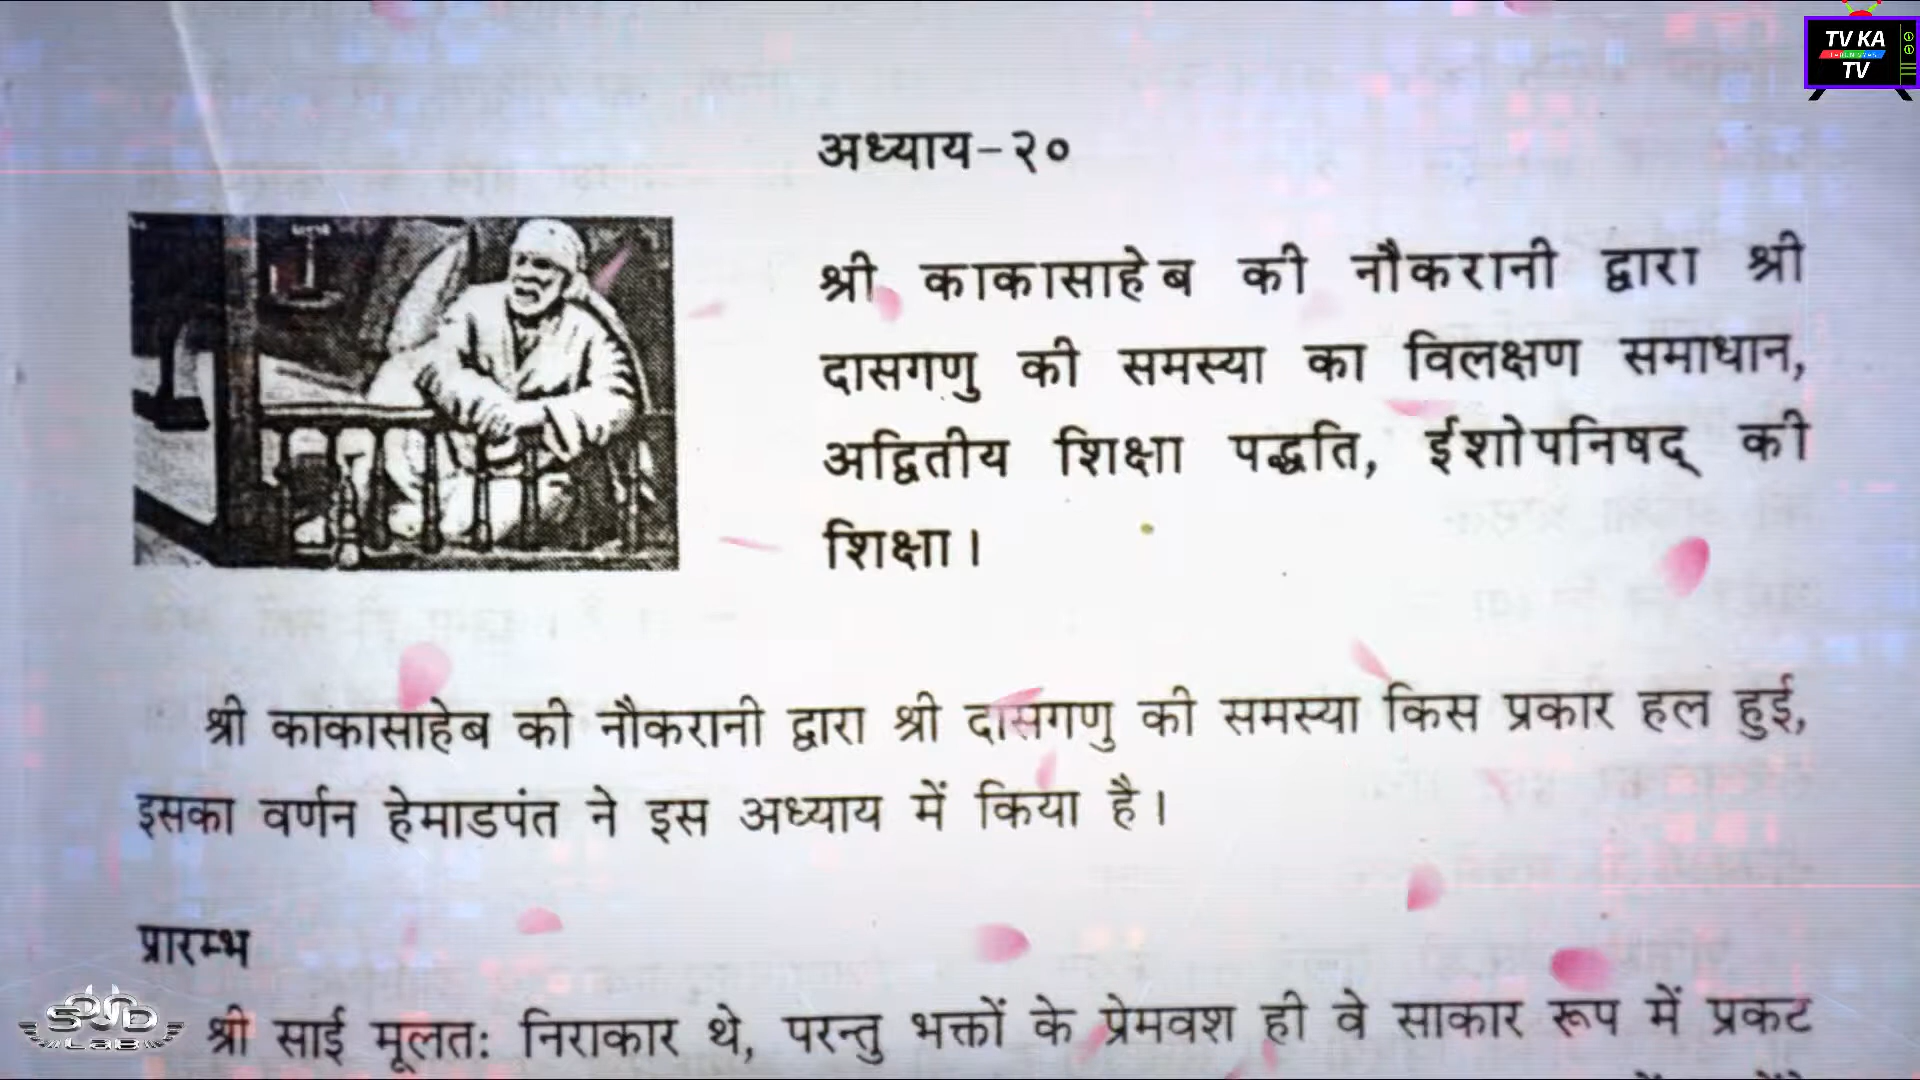 TV KA
TV
अध्याय-२०
श्री काकासाहेब की नौकरानी द्वारा श्री
दासगणु की समस्या का विलक्षण समाधान,
अद्वितीय शिक्षा पद्धति, ईशोपनिषद् की
शिक्षा।
श्री काकासाहेब की नौकरानी द्वारा श्री दासगणु की समस्या किस प्रकार हल हुई,
इसका वर्णन हेमाडपंत ने इस अध्याय में किया है।
प्रारम्भ
श्री साई मूलतः निराकार थे, परन्तु भक्तों के प्रेमवश ही वे साकार रूप में प्रकट
LAB